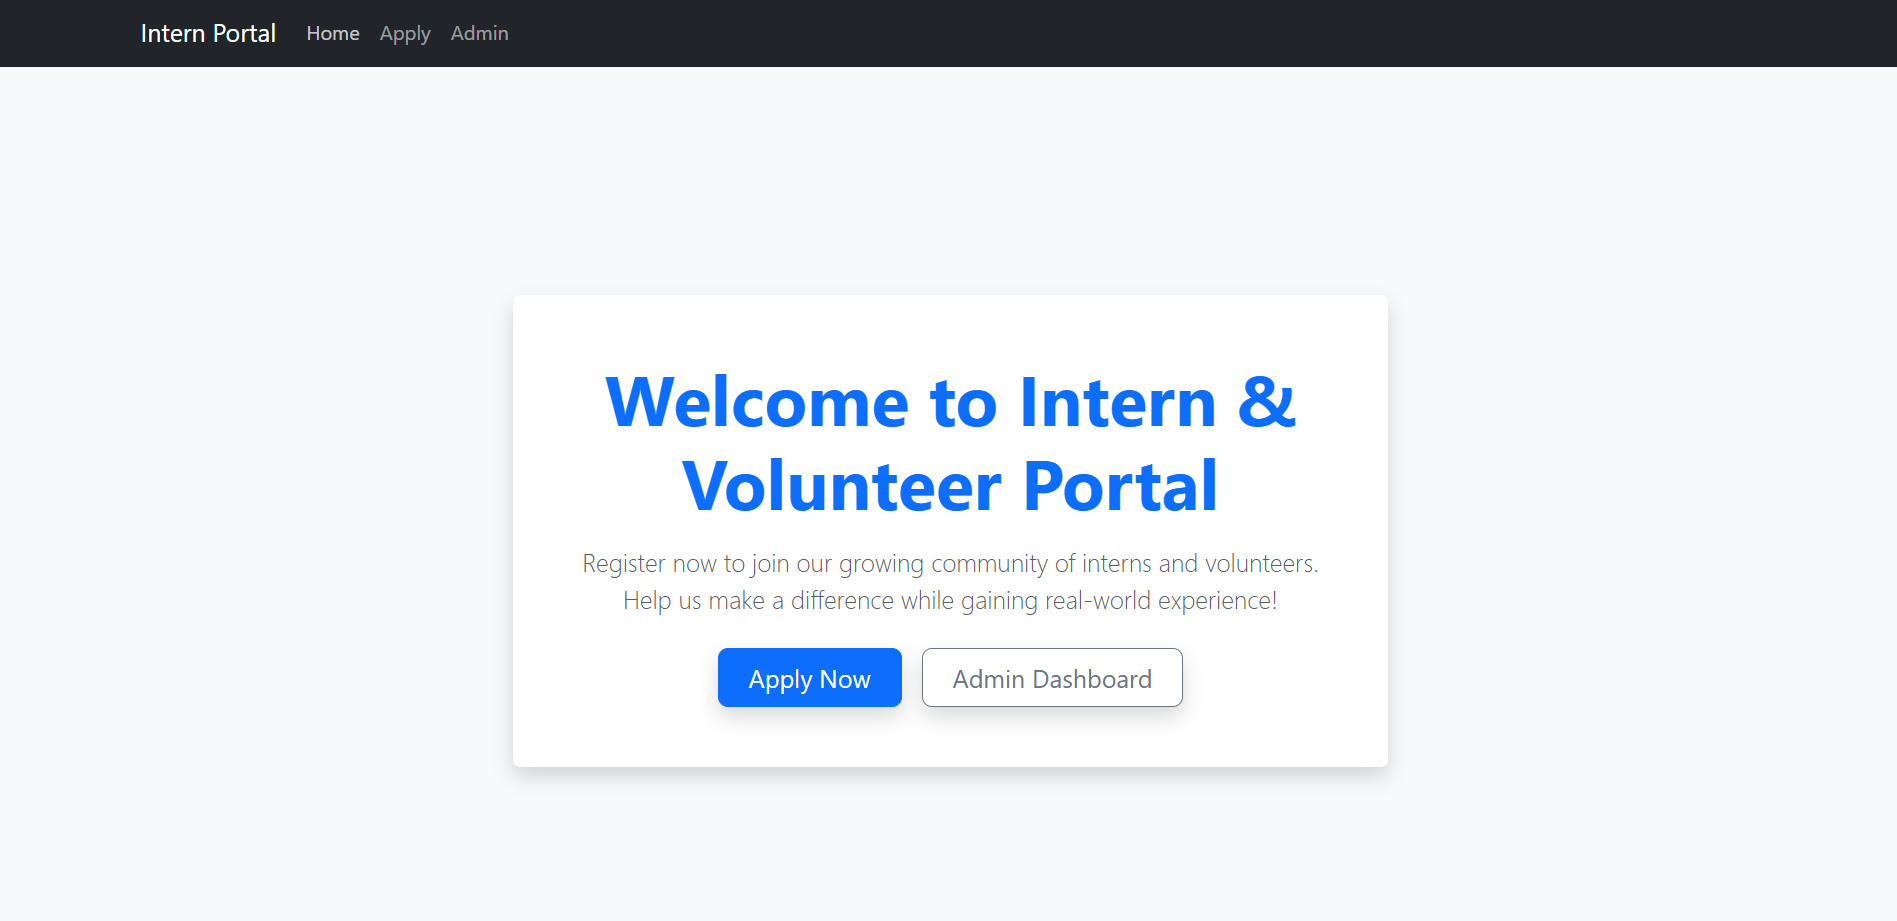 Intern Portal Home Apply Admin
Welcome to Intern &
Volunteer Portal
Register now to join our growing community of interns and volunteers.
Help us make a difference while gaining real-world experience!
Apply Now Admin Dashboard